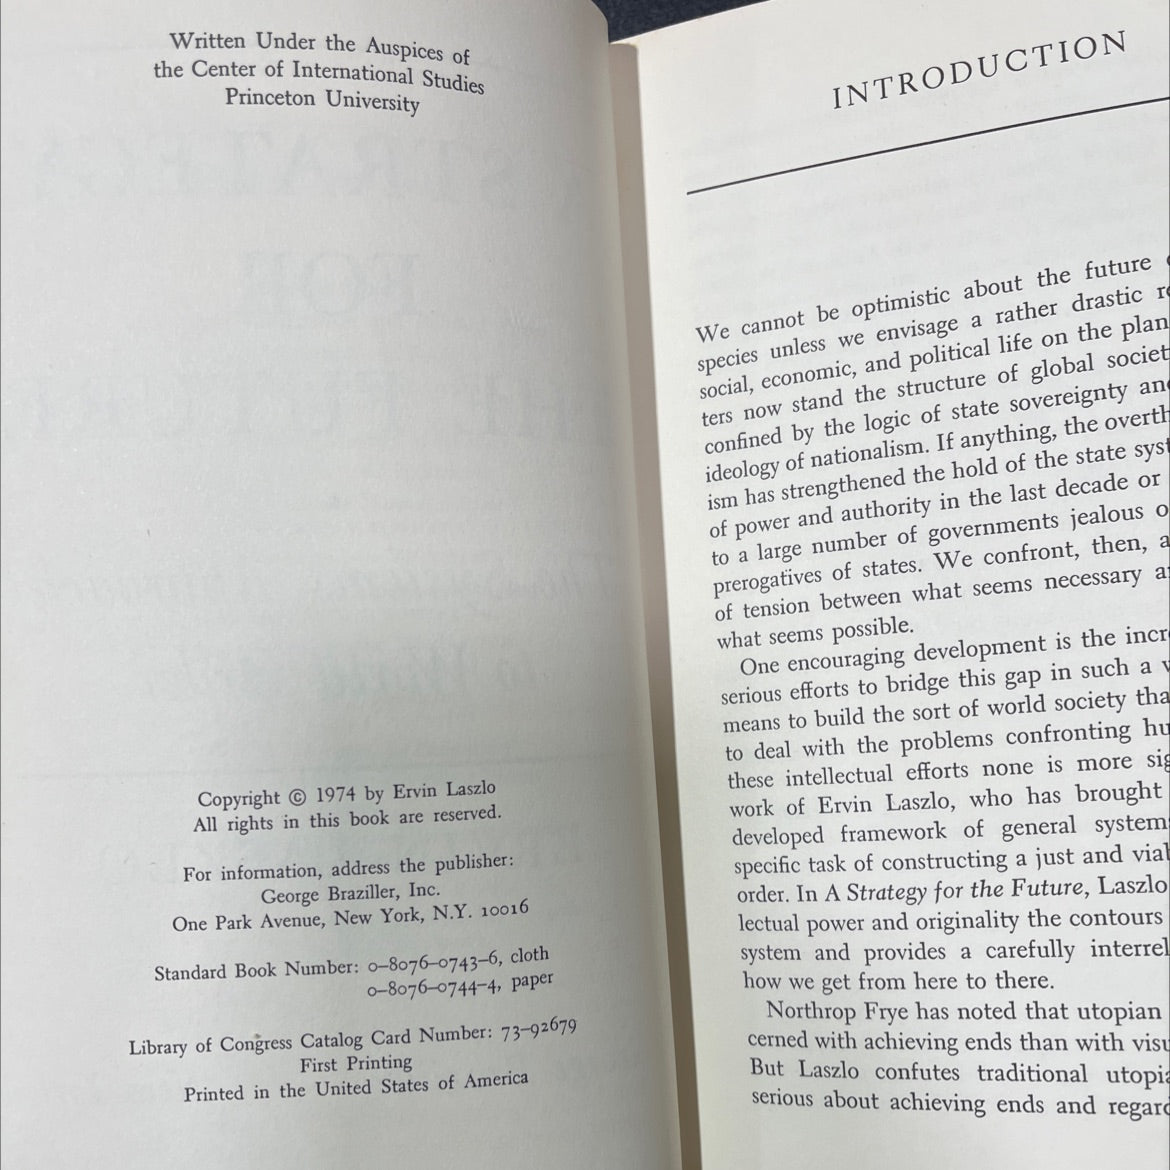 Written Under the Auspices of
the Center of International Studies
Princeton University
Copyright © 1974 by Ervin Laszlo
All rights in this book are reserved.
For information, address the publisher:
George Braziller, Inc.
One Park Avenue, New York, N.Y. 10016
Standard Book Number: 0–8076–0743–6, cloth
0–8076–0744–4, paper
Library of Congress Catalog Card Number: 73–92679
First Printing
Printed in the United States of America
INTRODUCTION
We cannot be optimistic about the future
species unless we envisage a rather drastic
social, economic, and political life on the
ters now stand the structure of global
confined by the logic of state sovereignty
ideology of nationalism. If anything, the
ism has strengthened the hold of the state
of power and authority in the last decade or
to a large number of governments jealous
prerogatives of states. We confront, then,
of tension between what seems necessary
what seems possible.
One encouraging development is the
serious efforts to bridge this gap in such a
means to build the sort of world society
to deal with the problems confronting
these intellectual efforts none is more
work of Ervin Laszlo, who has brought
developed framework of general
specific task of constructing a just and
order. In A Strategy for the Future, Laszlo
lectual power and originality the contours
system and provides a carefully
how we get from here to there.
Northrop Frye has noted that utopian
cerned with achieving ends than with
But Laszlo confutes traditional
serious about achieving ends and